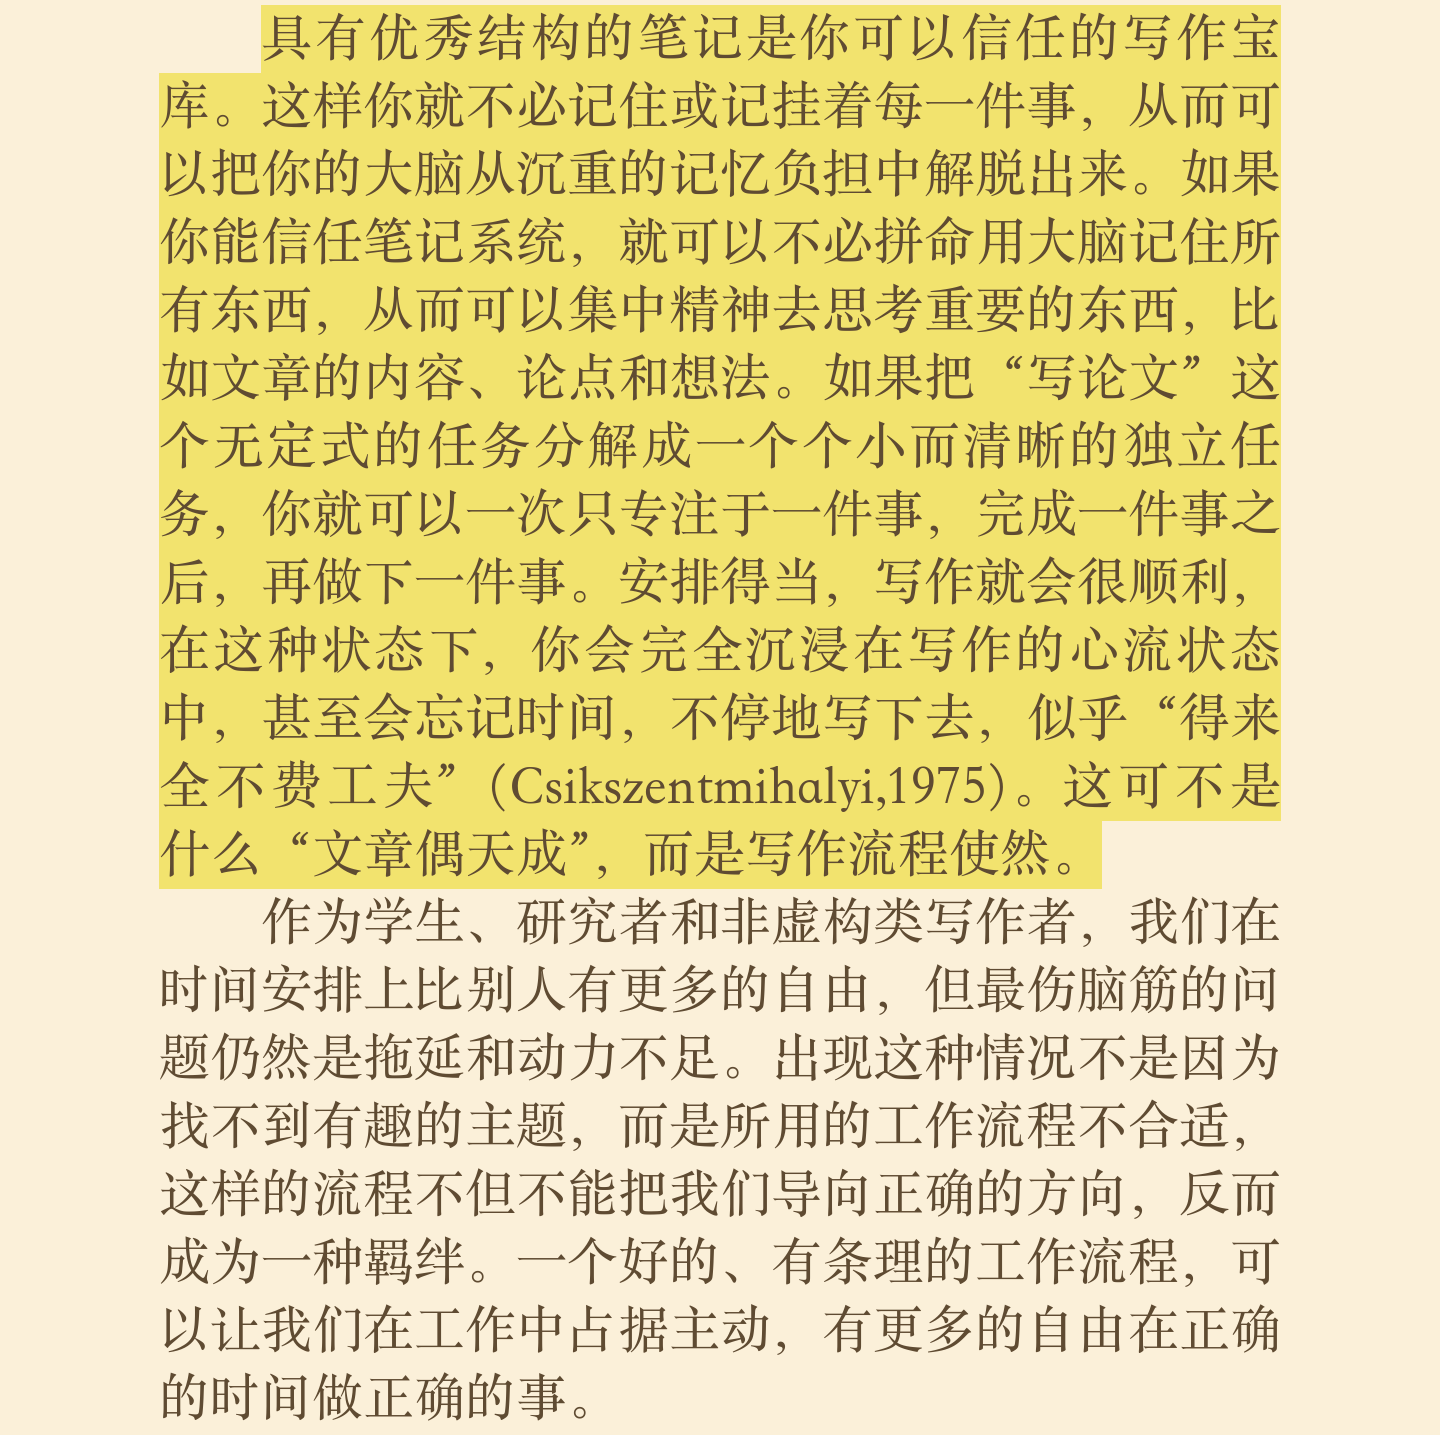 具有优秀结构的笔记是你可以信任的写作宝
库。这样你就不必记住或记挂着每一件事，从而可
以把你的大脑从沉重的记忆负担中解脱出来。如果
你能信任笔记系统，就可以不必拼命用大脑记住所
有东西，从而可以集中精神去思考重要的东西，比
如文章的内容、论点和想法。如果把“写论文”这
个无定式的任务分解成一个个小而清晰的独立任
务，你就可以一次只专注于一件事，完成一件事之
后，再做下一件事。安排得当，写作就会很顺利，
在这种状态下，你会完全沉浸在写作的心流状态
中，甚至会忘记时间，不停地写下去，似乎“得来
全不费工夫”（Csikszentmihalyi,1975）。这可不是
什么“文章偶天成”，而是写作流程使然。
作为学生、研究者和非虚构类写作者，我们在
时间安排上比别人有更多的自由，但最伤脑筋的问
题仍然是拖延和动力不足。出现这种情况不是因为
找不到有趣的主题，而是所用的工作流程不合适，
这样的流程不但不能把我们导向正确的方向，反而
成为一种羁绊。一个好的、有条理的工作流程，可
以让我们在工作中占据主动，有更多的自由在正确
的时间做正确的事。